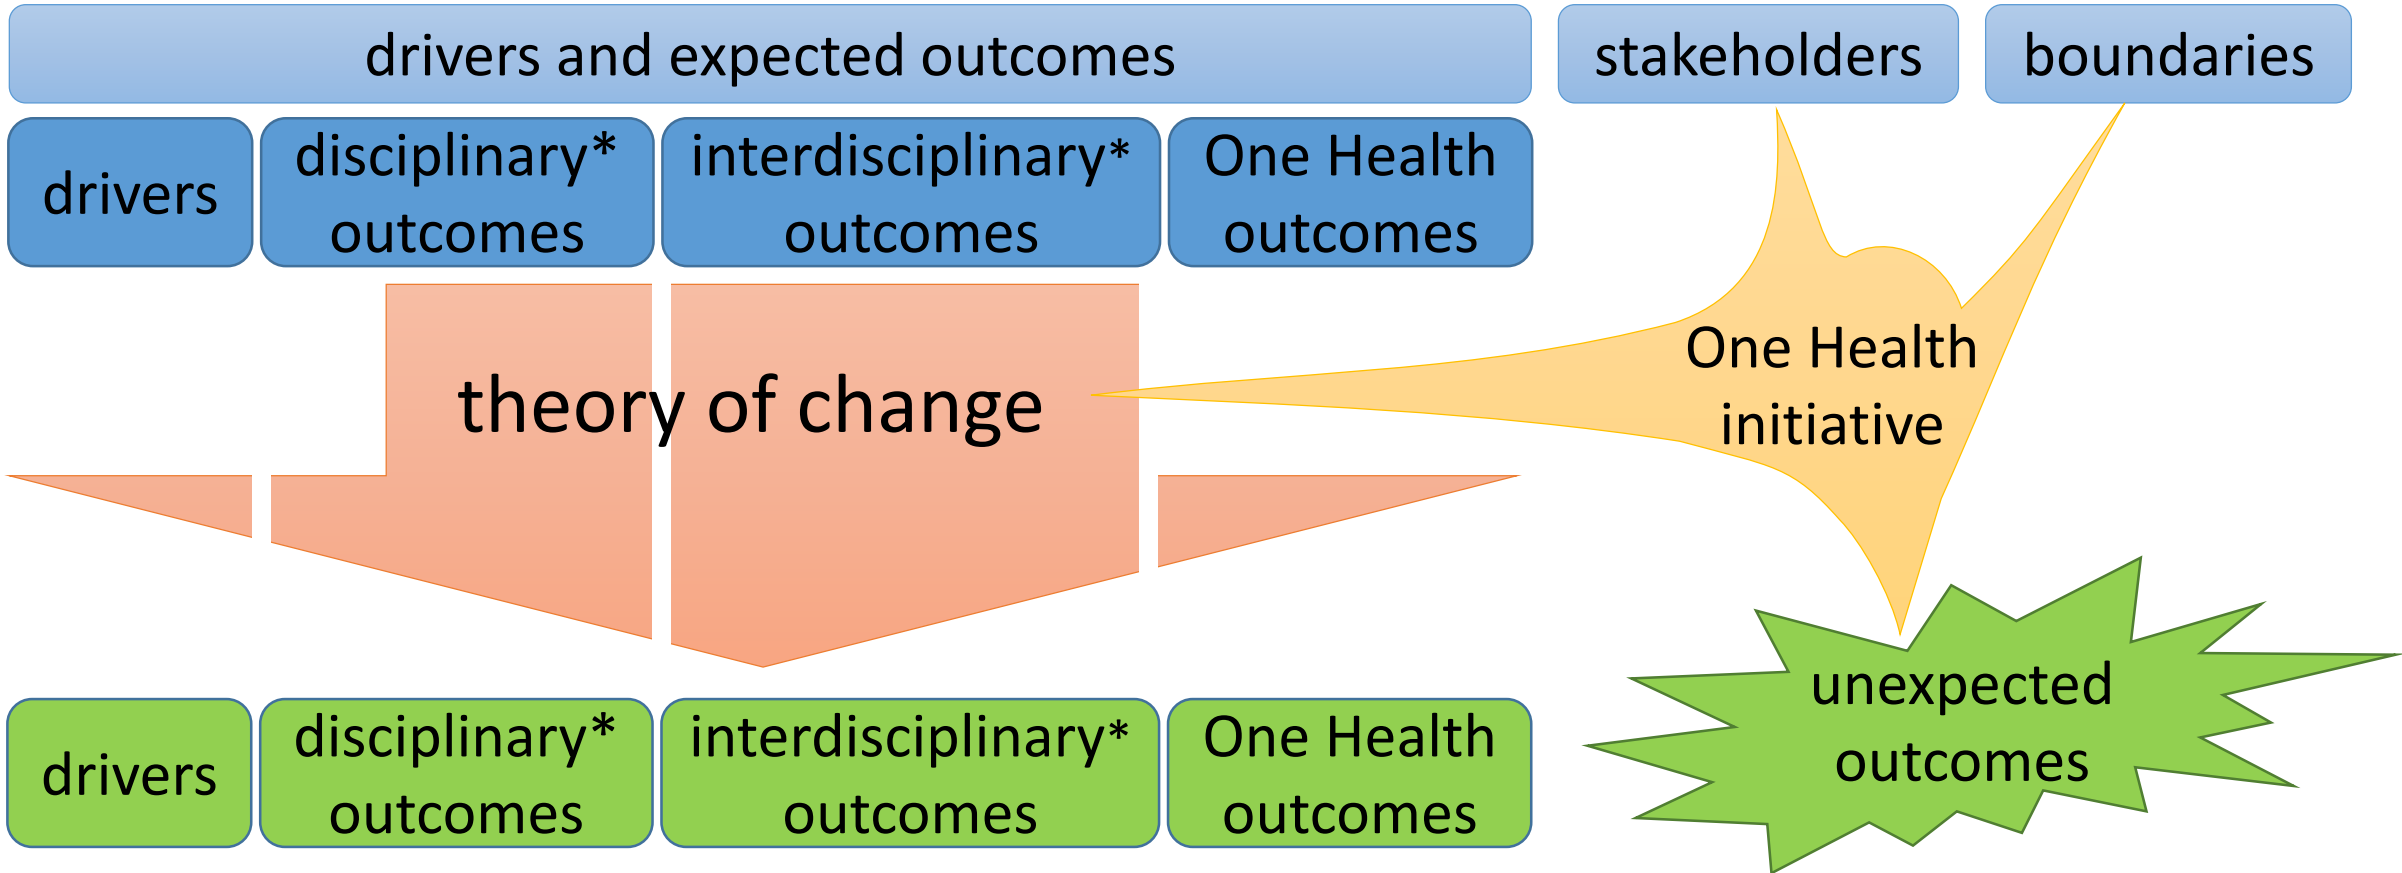 drivers and expected outcomes
stakeholders
boundaries
drivers
disciplinary*
outcomes
interdisciplinary*
outcomes
One Health
outcomes
theory of change
One Health
initiative
drivers
disciplinary*
outcomes
interdisciplinary*
outcomes
One Health
outcomes
unexpected
outcomes